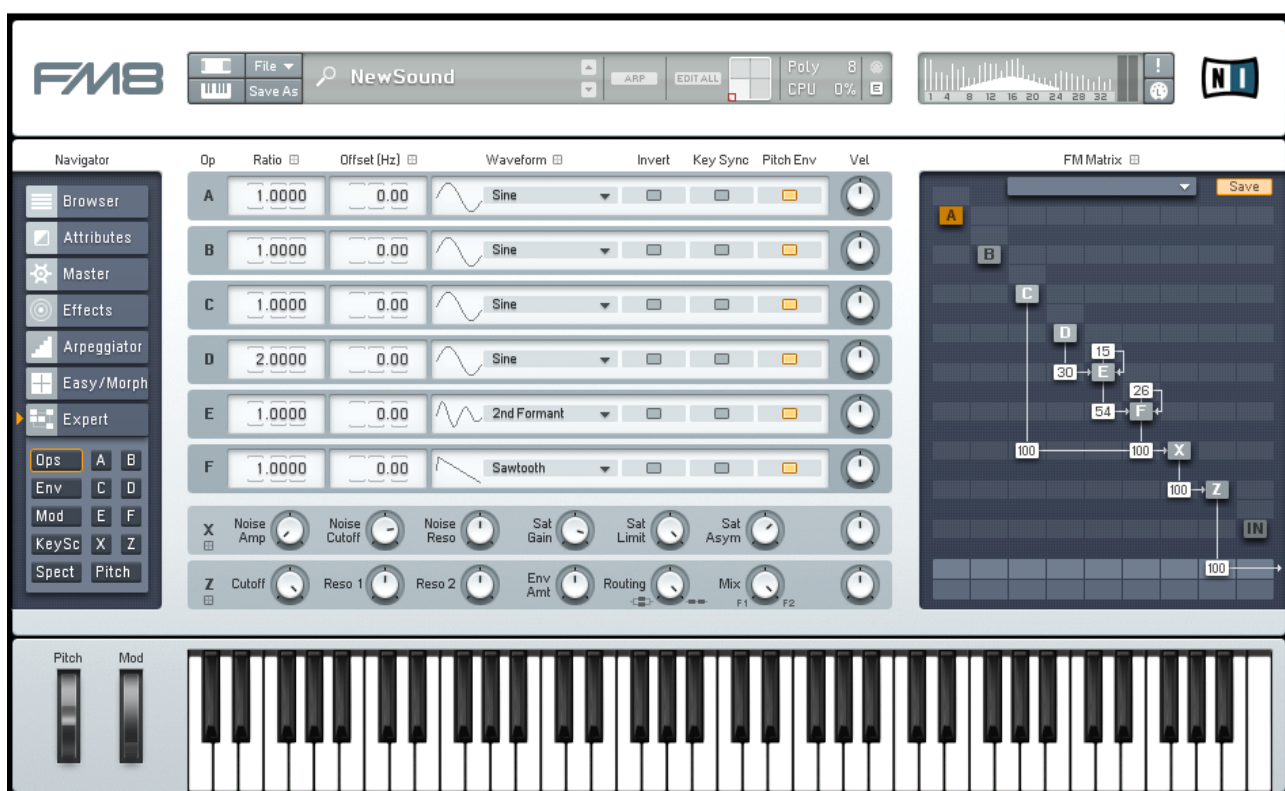 FM8
File
Save As
NewSound
ARP
EDIT ALL
Poly 8
CPU 0%
E
1 4 8 12 16 20 24 28 32
!
NI
Navigator
Op Ratio Offset (Hz) Waveform Invert Key Sync Pitch Env Vel
FM Matrix
Browser
Attributes
Master
Effects
Arpeggiator
Easy/Morph
Expert
Ops A B
Env C D
Mod E F
KeySc X Z
Spect Pitch
A 1.0000 0.00 Sine
B 1.0000 0.00 Sine
C 1.0000 0.00 Sine
D 2.0000 0.00 Sine
E 1.0000 0.00 2nd Formant
F 1.0000 0.00 Sawtooth
X Noise Amp Noise Cutoff Noise Reso Sat Gain Sat Limit Sat Asym
Z Cutoff Reso 1 Reso 2 Env Amt Routing Mix
F1 F2
Save
A
B
C
D
15
30 E
26
54 F
100 100 X
100 Z
IN
100
Pitch Mod